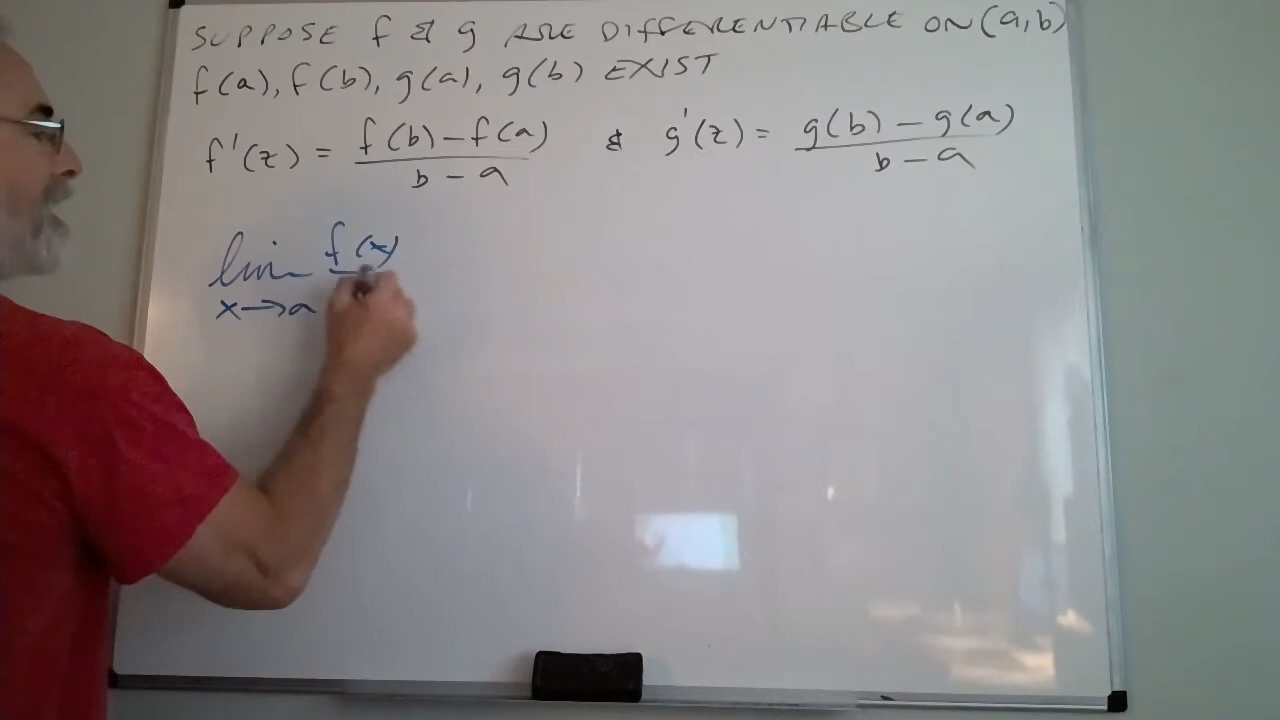 SUPPOSE f & g ARE DIFFERENTIABLE ON (a,b)
f(a), f(b), g(a), g(b) EXIST
f'(z) = f(b) - f(a) / b - a & g'(z) = g(b) - g(a) / b - a
lim x→a f(x)